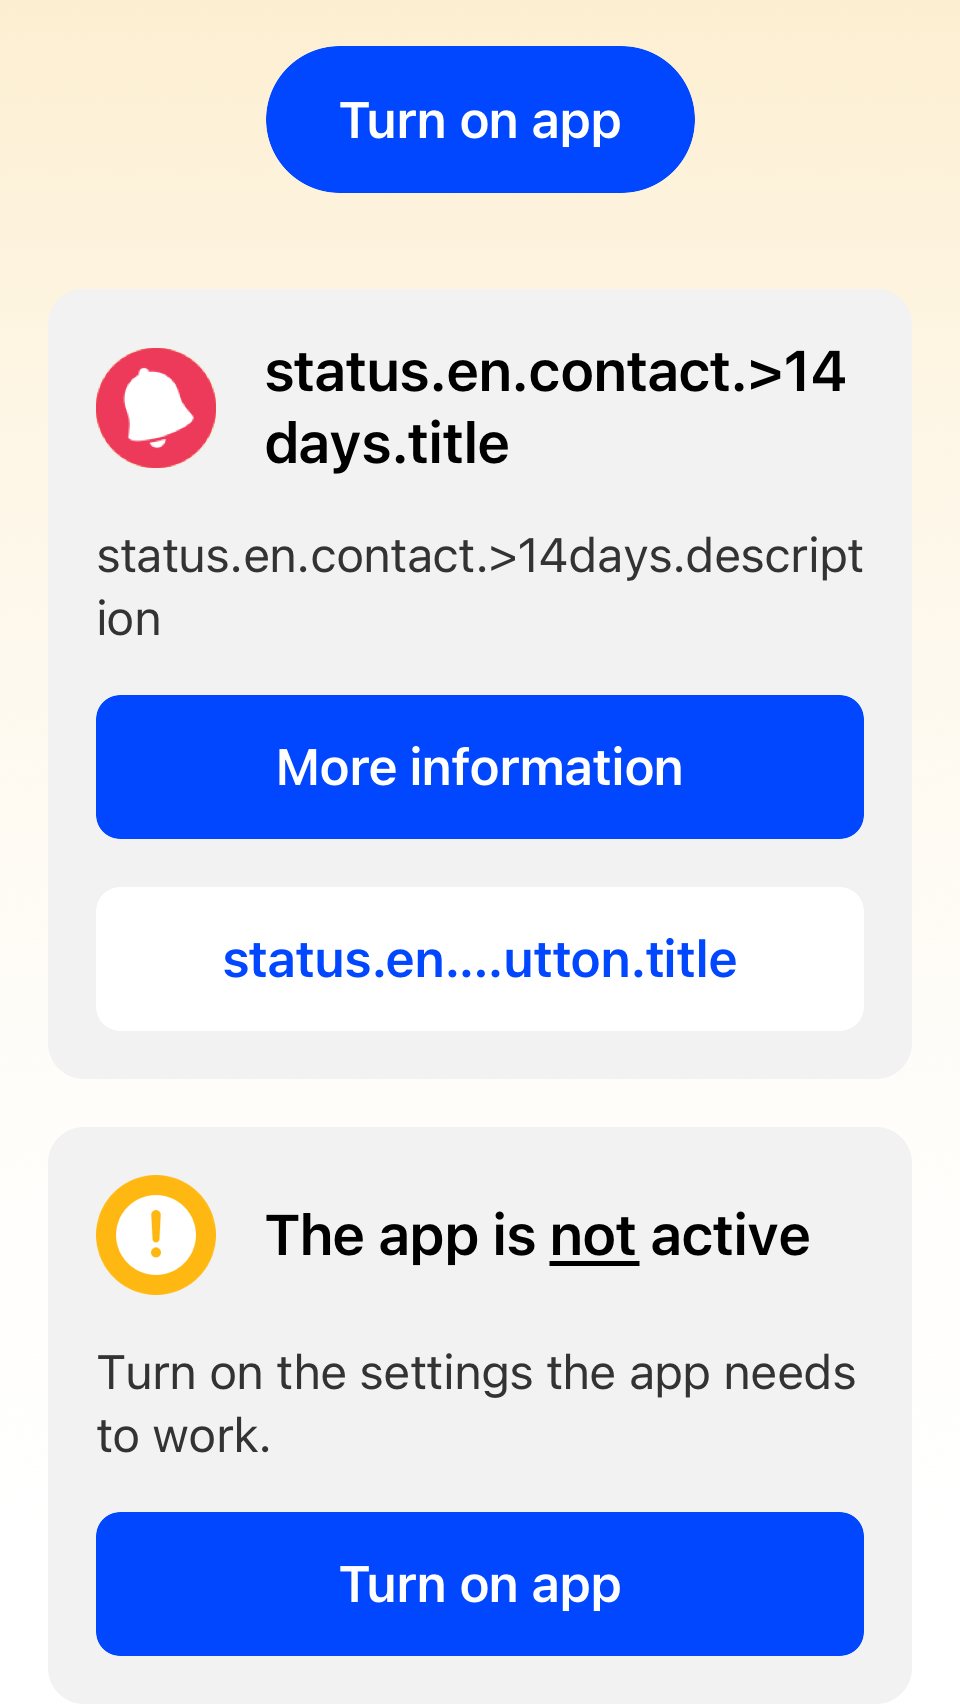 Turn on app
status.en.contact.>14
days.title
status.en.contact.>14days.descript
ion
More information
status.en....utton.title
The app is not active
Turn on the settings the app needs
to work.
Turn on app